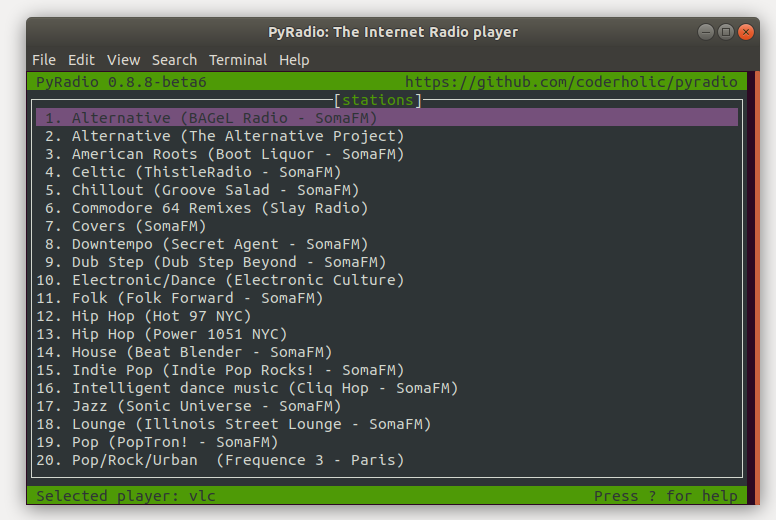 PyRadio: The Internet Radio player
File Edit View Search Terminal Help
PyRadio 0.8.8-beta6 https://github.com/coderholic/pyradio
[stations]
1. Alternative (BAGeL Radio - SomaFM)
2. Alternative (The Alternative Project)
3. American Roots (Boot Liquor - SomaFM)
4. Celtic (ThistleRadio - SomaFM)
5. Chillout (Groove Salad - SomaFM)
6. Commodore 64 Remixes (Slay Radio)
7. Covers (SomaFM)
8. Downtempo (Secret Agent - SomaFM)
9. Dub Step (Dub Step Beyond - SomaFM)
10. Electronic/Dance (Electronic Culture)
11. Folk (Folk Forward - SomaFM)
12. Hip Hop (Hot 97 NYC)
13. Hip Hop (Power 1051 NYC)
14. House (Beat Blender - SomaFM)
15. Indie Pop (Indie Pop Rocks! - SomaFM)
16. Intelligent dance music (Cliq Hop - SomaFM)
17. Jazz (Sonic Universe - SomaFM)
18. Lounge (Illinois Street Lounge - SomaFM)
19. Pop (PopTron! - SomaFM)
20. Pop/Rock/Urban  (Frequence 3 - Paris)
Selected player: vlc Press ? for help